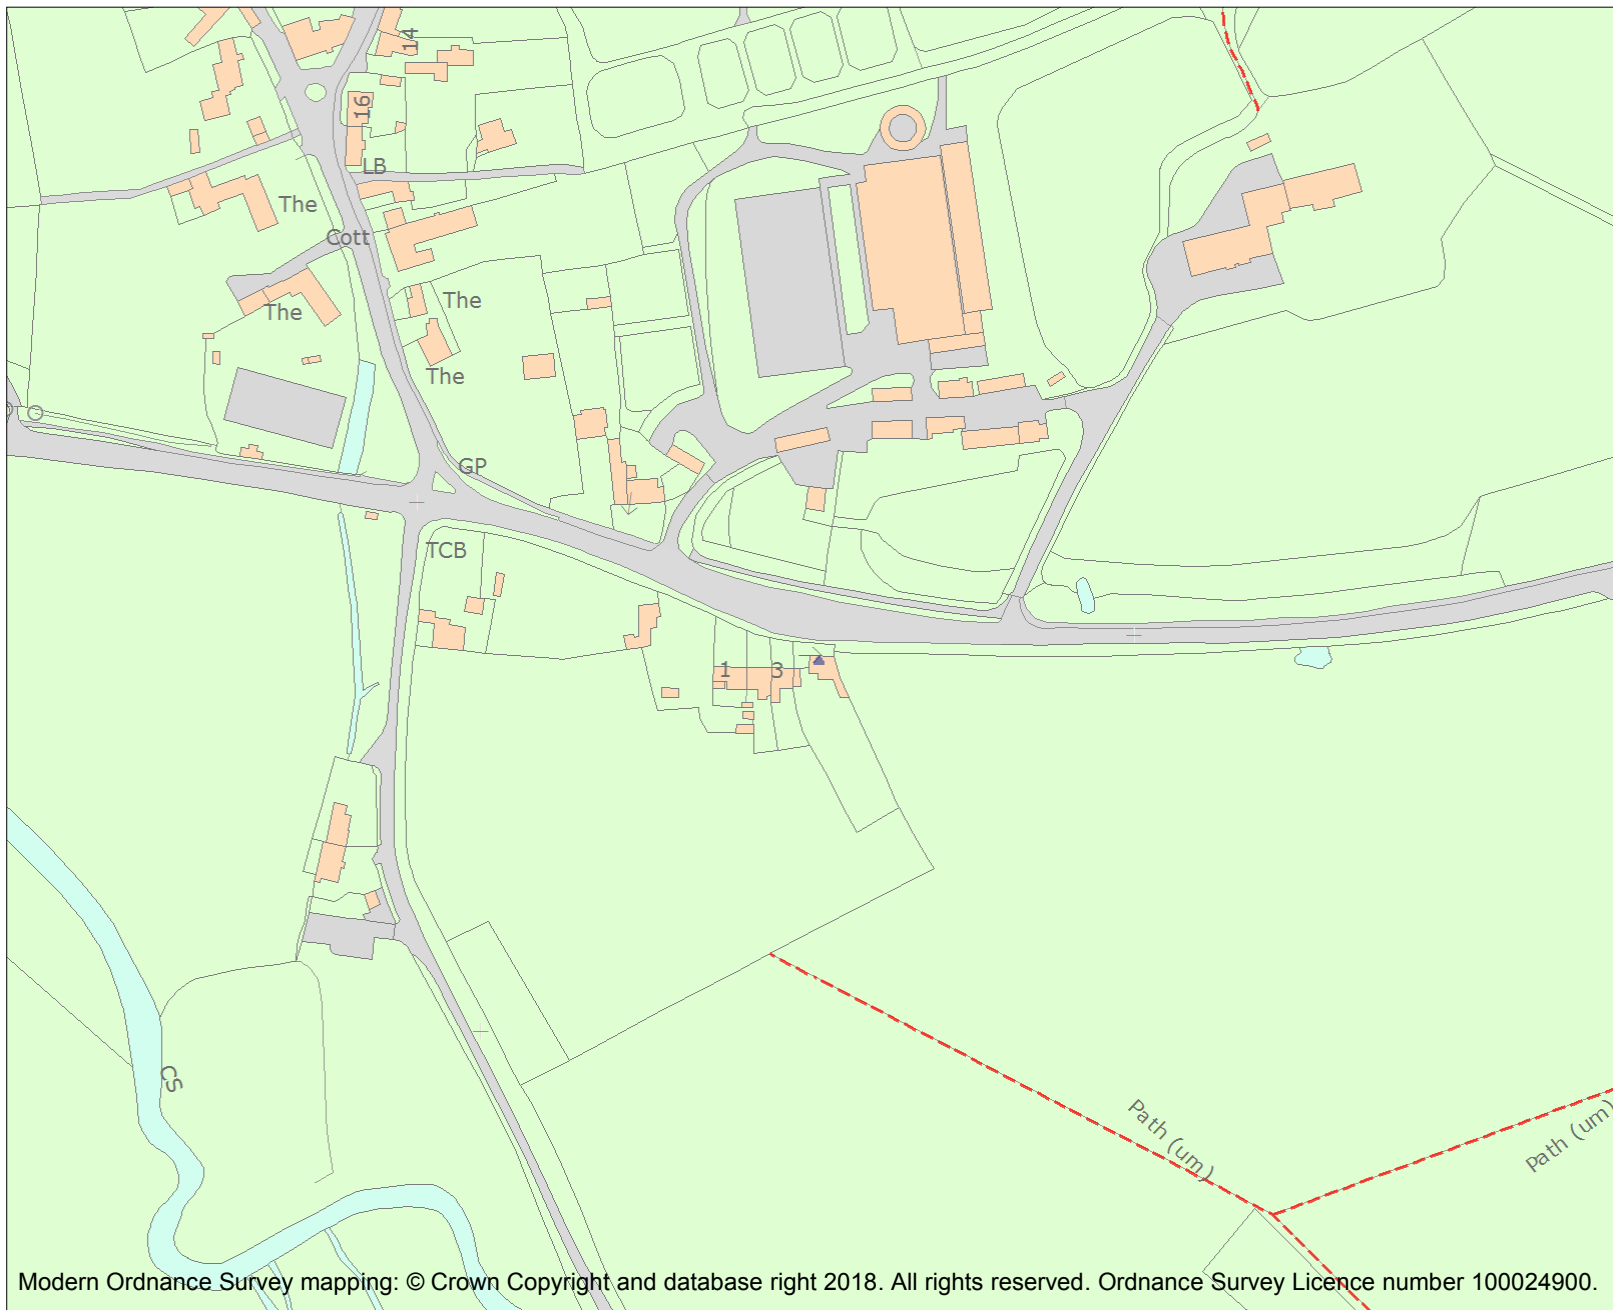 14
16
LB
The
Cott
The
The
The
GP
TCB
1
3
CS
Path (um)
Path (um)
Modern Ordnance Survey mapping: © Crown Copyright and database right 2018. All rights reserved. Ordnance Survey Licence number 100024900.